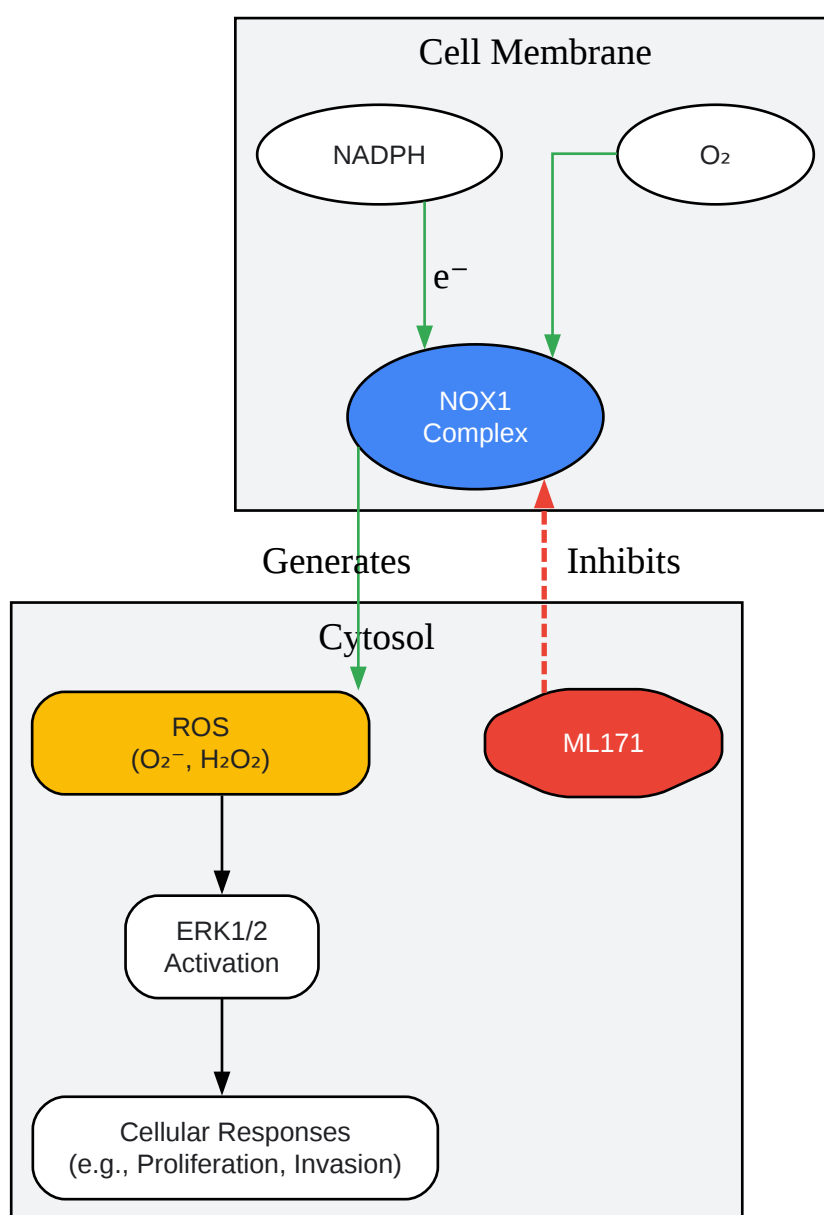 Cell Membrane
NADPH
O₂
e⁻
NOX1
Complex
Generates
Inhibits
Cytosol
ROS
(O₂⁻, H₂O₂)
ML171
ERK1/2
Activation
Cellular Responses
(e.g., Proliferation, Invasion)